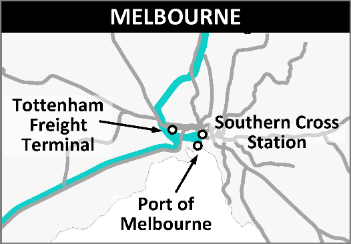 MELBOURNE
Tottenham
Freight
Terminal
Southern Cross
Station
Port of
Melbourne